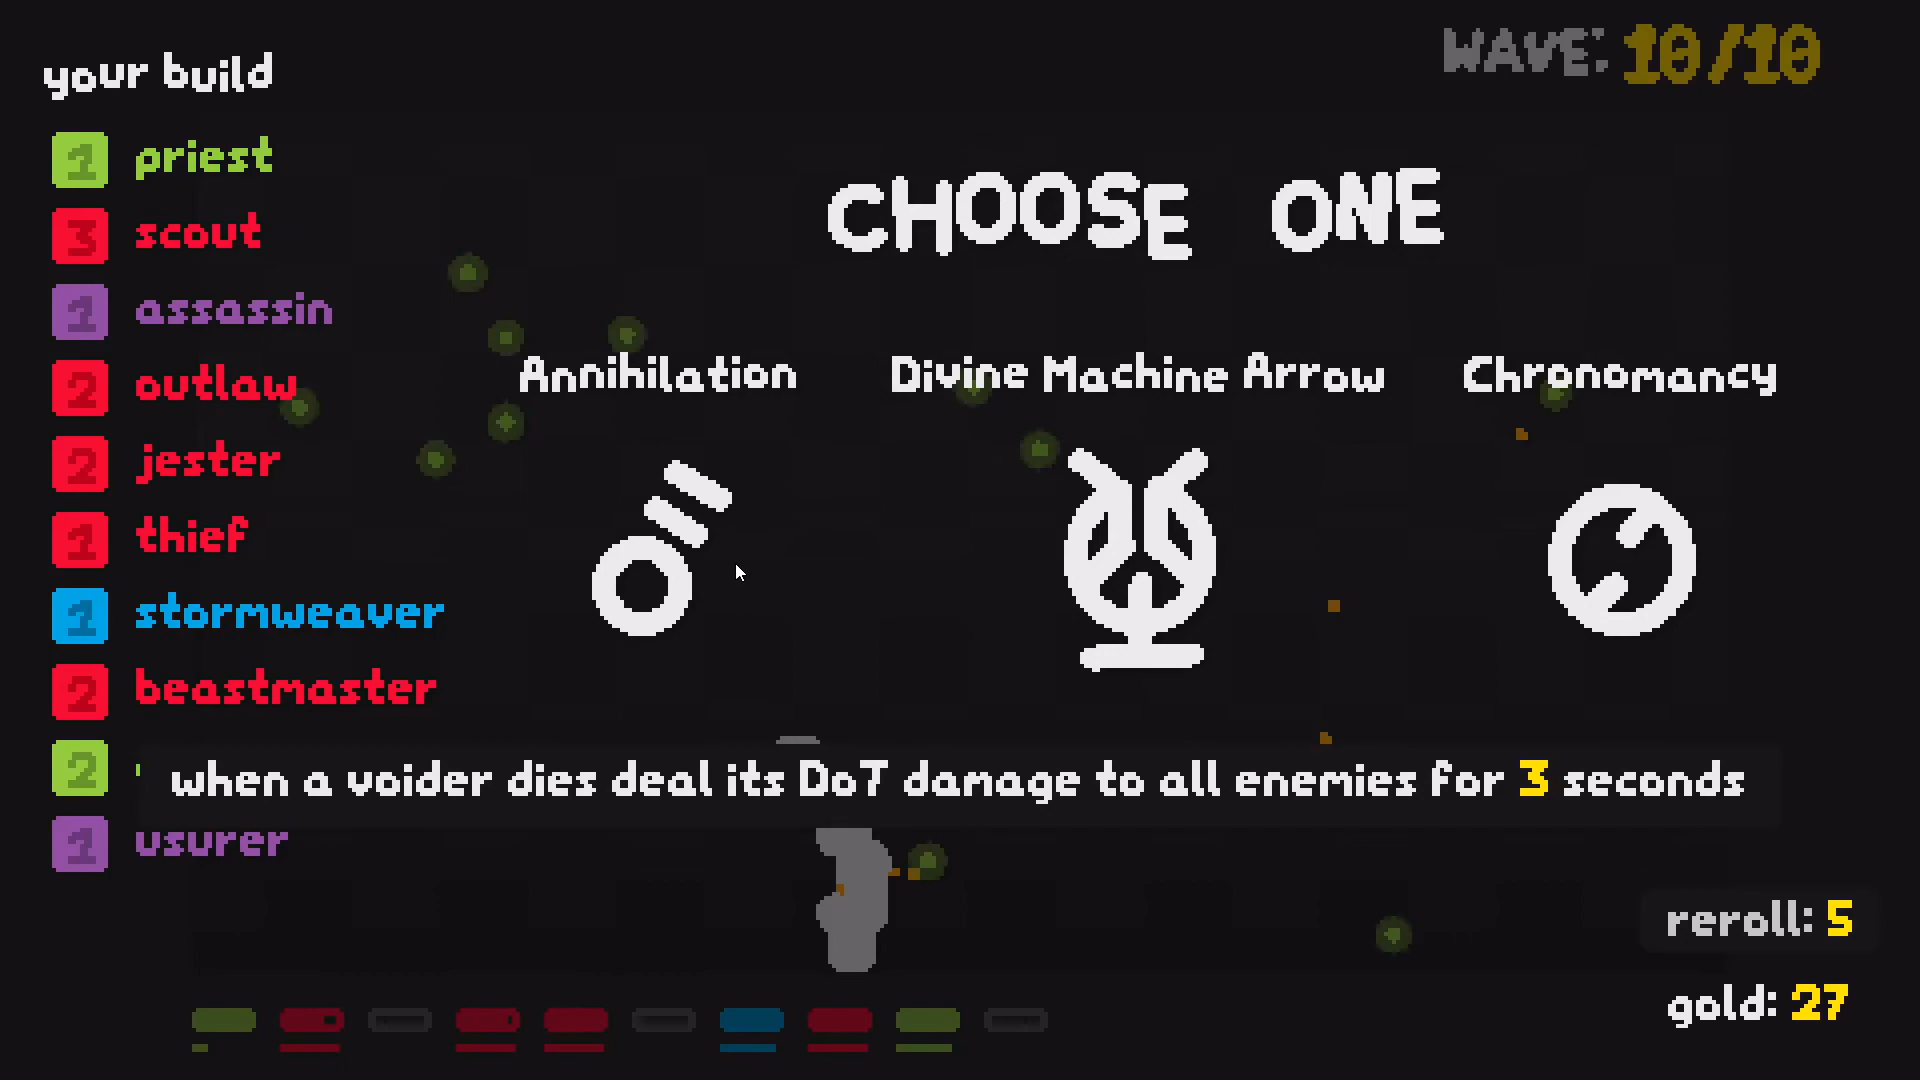 your build
WAVE: 10/10
1 priest
3 scout
1 assassin
2 outlaw
2 jester
1 thief
1 stormweaver
2 beastmaster
2
1 usurer
CHOOSE ONE
Annihilation
Divine Machine Arrow
Chronomancy
when a voider dies deal its DoT damage to all enemies for 3 seconds
reroll: 5
gold: 27